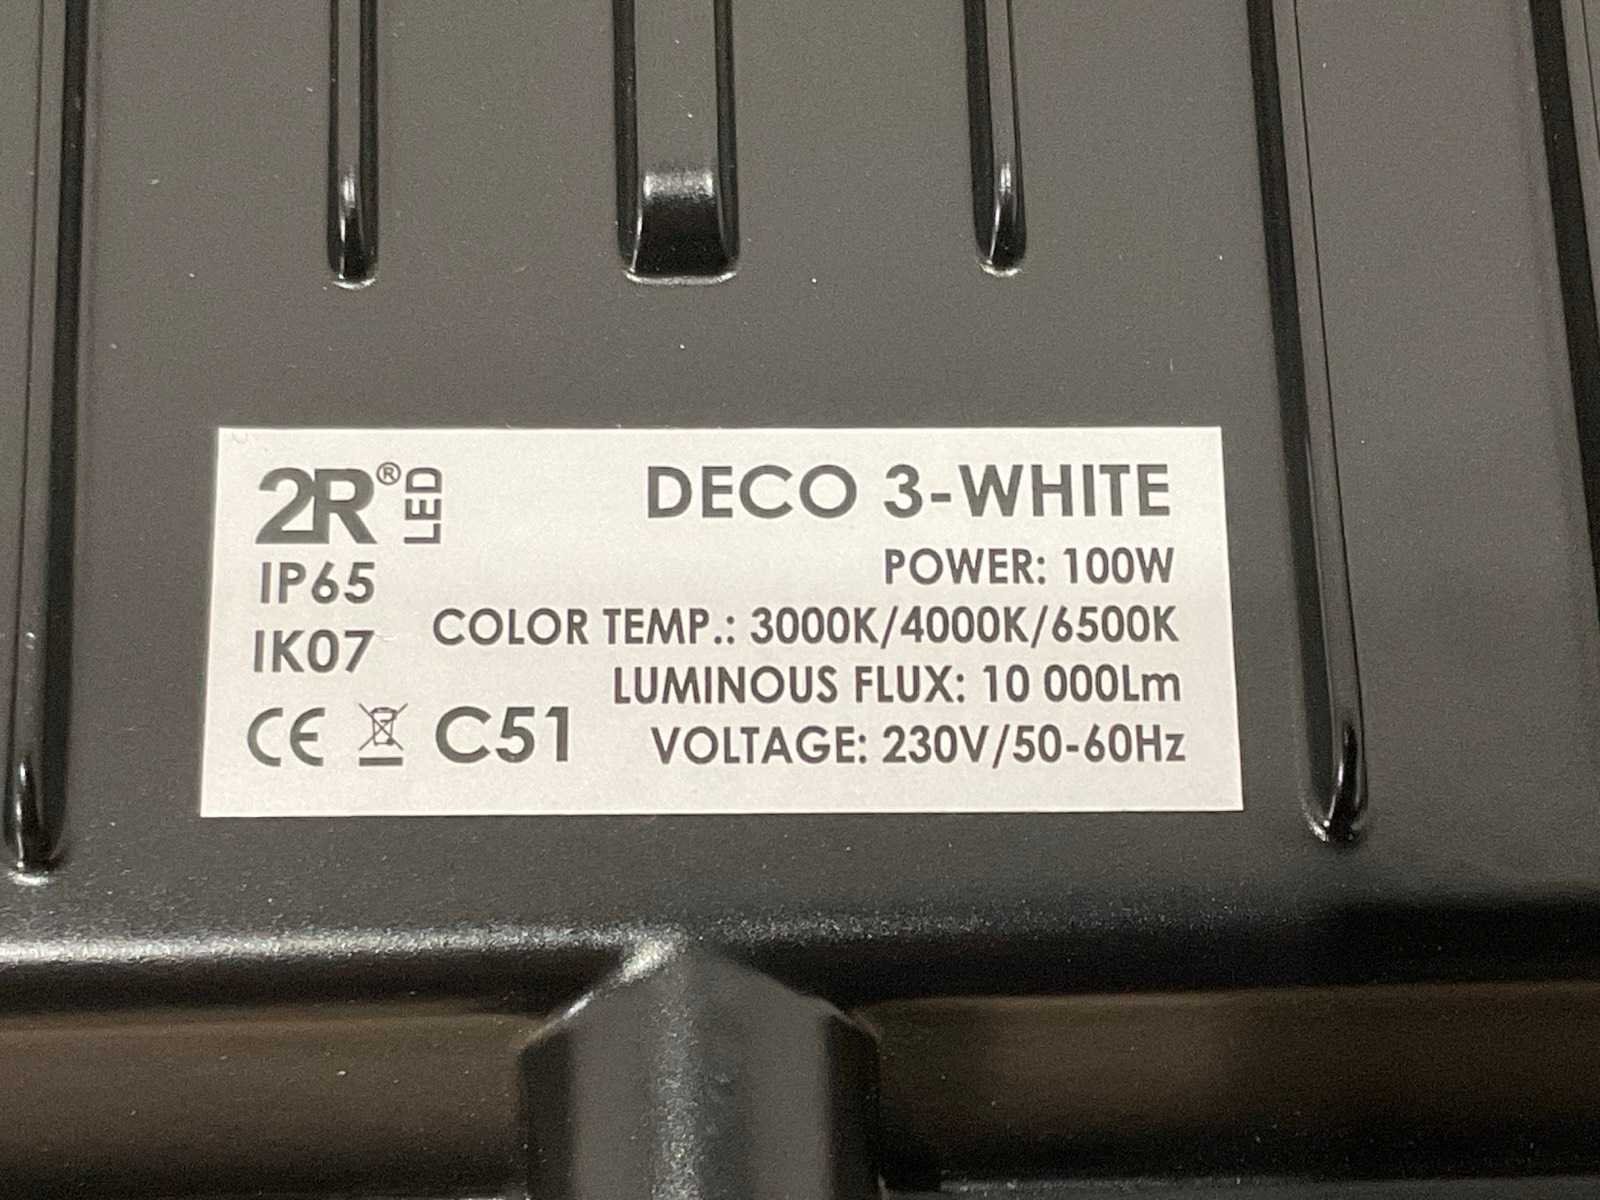 2R® LED
DECO 3-WHITE
IP65
POWER: 100W
IK07
COLOR TEMP.: 3000K/4000K/6500K
LUMINOUS FLUX: 10 000Lm
CE C51
VOLTAGE: 230V/50-60Hz